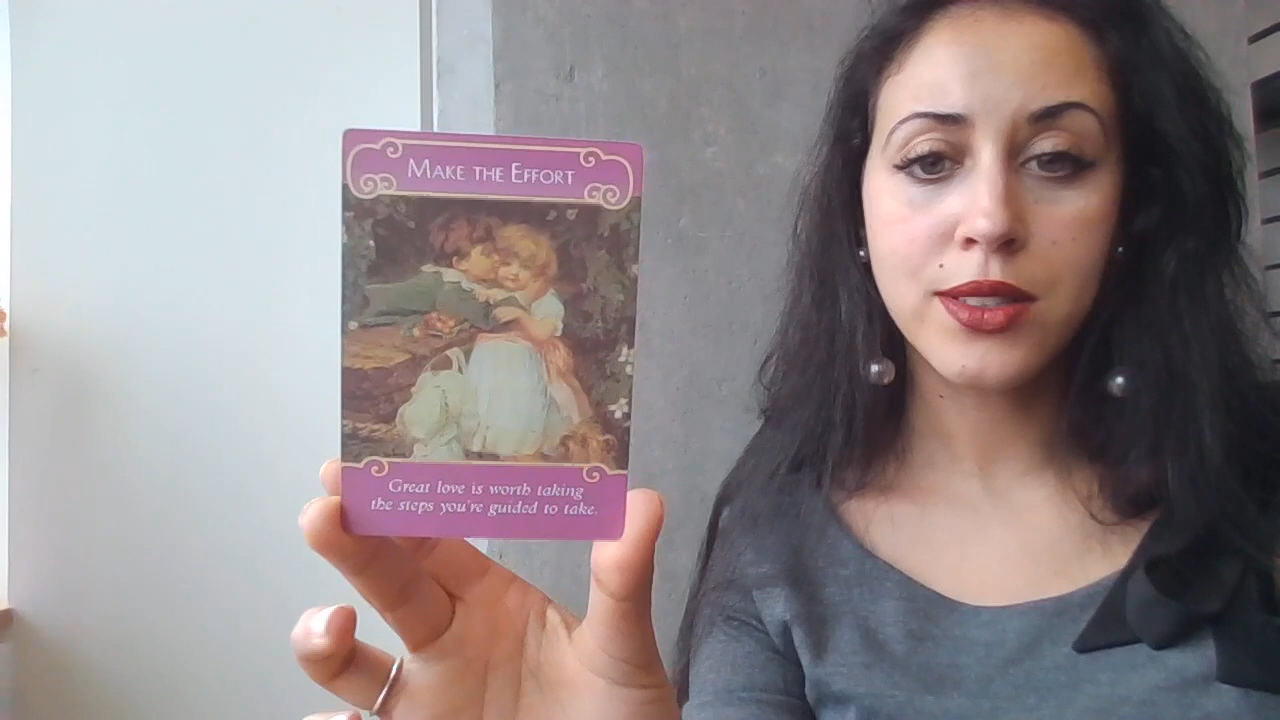 MAKE THE EFFORT
Great love is worth taking
the steps you're guided to take.